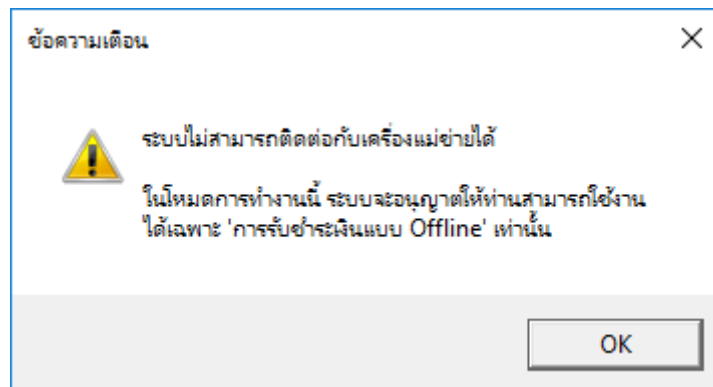 ข้อความเตือน
ระบบไม่สามารถติดต่อกับเครื่องแม่ข่ายได้
ในโหมดการทำงานนี้ ระบบจะอนุญาตให้ท่านสามารถใช้งาน
ได้เฉพาะ 'การรับชำระเงินแบบ Offline' เท่านั้น
OK